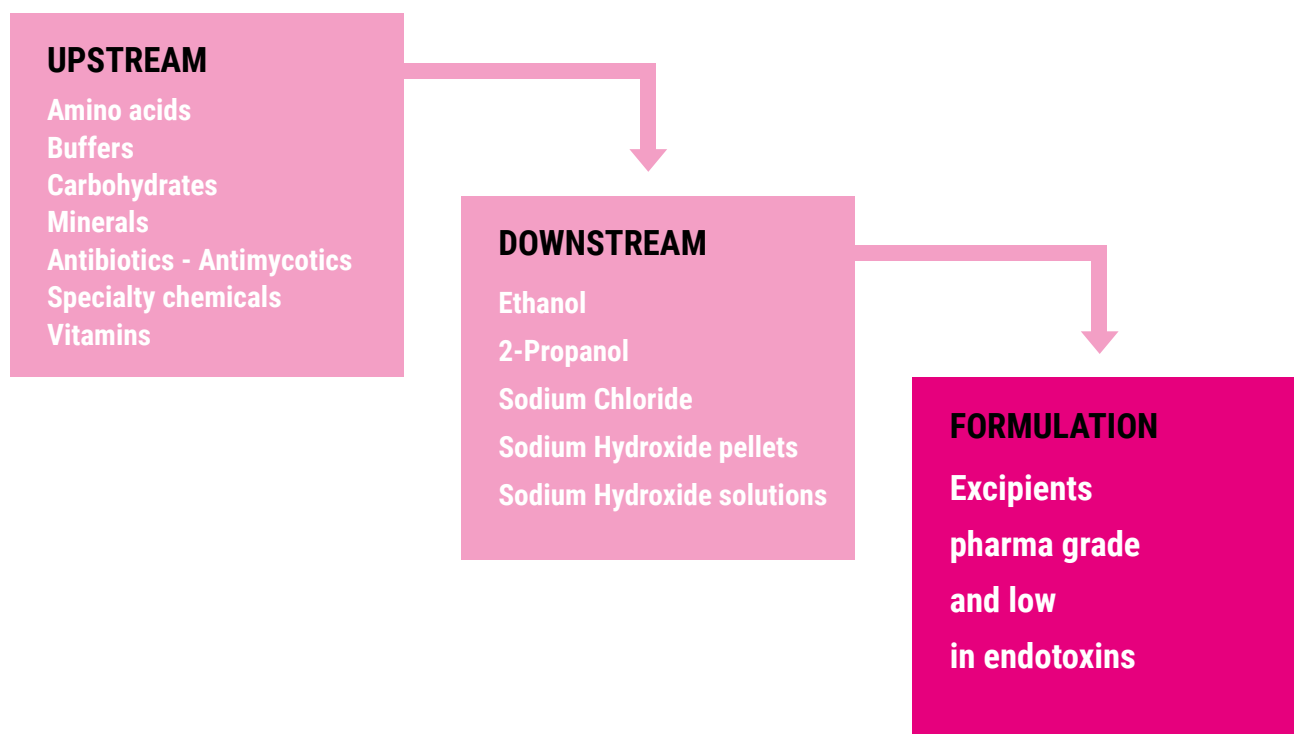 UPSTREAM
Amino acids
Buffers
Carbohydrates
Minerals
Antibiotics - Antimycotics
Specialty chemicals
Vitamins
DOWNSTREAM
Ethanol
2-Propanol
Sodium Chloride
Sodium Hydroxide pellets
Sodium Hydroxide solutions
FORMULATION
Excipients
pharma grade
and low
in endotoxins